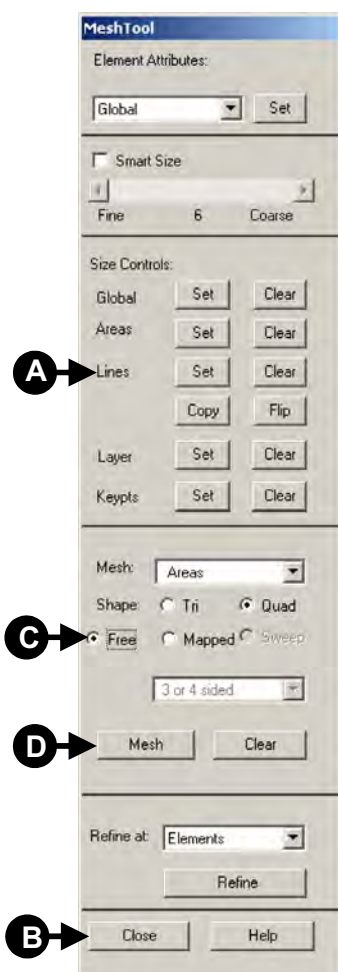 MeshTool
Element Attributes:
Global Set
Smart Size
Fine 6 Coarse
Size Controls:
Global Set Clear
Areas Set Clear
A Lines Set Clear
Copy Flip
Layer Set Clear
Keypts Set Clear
Mesh: Areas
Shape: Tri Quad
C Free Mapped Sweep
3 or 4 sided
D Mesh Clear
Refine at: Elements
Refine
B Close Help